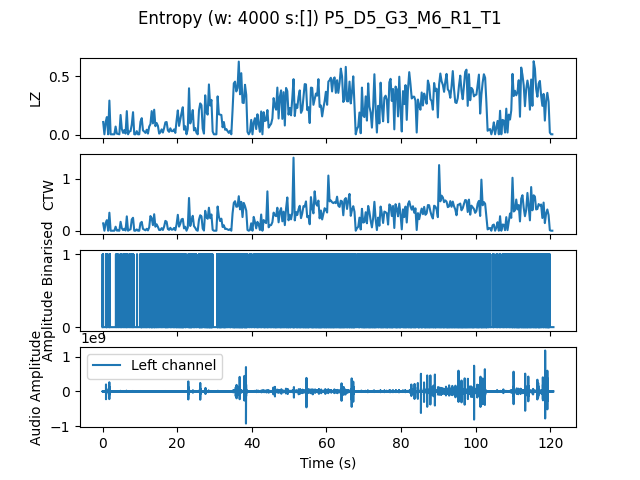 Entropy (w: 4000 s:[]) P5_D5_G3_M6_R1_T1
0.5
0.0
LZ
1
0
CTW
1
0
Amplitude Binarised
1e9
1
0
−1
Audio Amplitude
Left channel
0 20 40 60 80 100 120
Time (s)